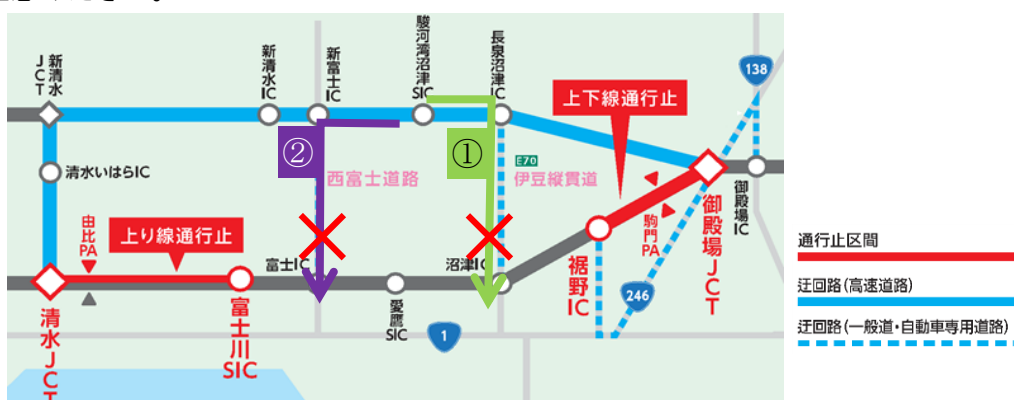 新清水JCT
新清水IC
新富士IC
駿河湾沼津SIC
長泉沼津IC
138
上下線通行止
②
①
E70
清水いはらIC
西富士道路
伊豆縦貫道
由比PA
上り線通行止
富士IC
沼津IC
駒門PA
御殿場JCT
御殿場IC
清水JCT
富士川SIC
愛鷹SIC
1
裾野IC
246
通行止区間
迂回路(高速道路)
迂回路(一般道・自動車専用道路)